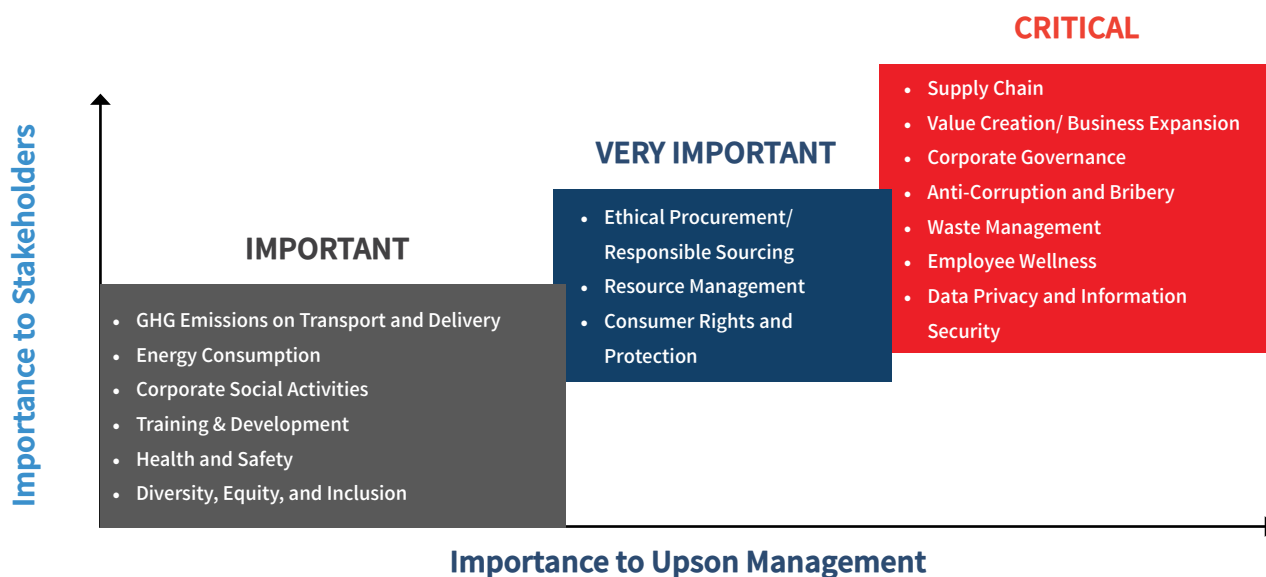 CRITICAL
• Supply Chain
• Value Creation/ Business Expansion
• Corporate Governance
• Anti-Corruption and Bribery
• Waste Management
• Employee Wellness
• Data Privacy and Information
Security
VERY IMPORTANT
• Ethical Procurement/
Responsible Sourcing
• Resource Management
• Consumer Rights and
Protection
IMPORTANT
• GHG Emissions on Transport and Delivery
• Energy Consumption
• Corporate Social Activities
• Training & Development
• Health and Safety
• Diversity, Equity, and Inclusion
Importance to Stakeholders
Importance to Upson Management